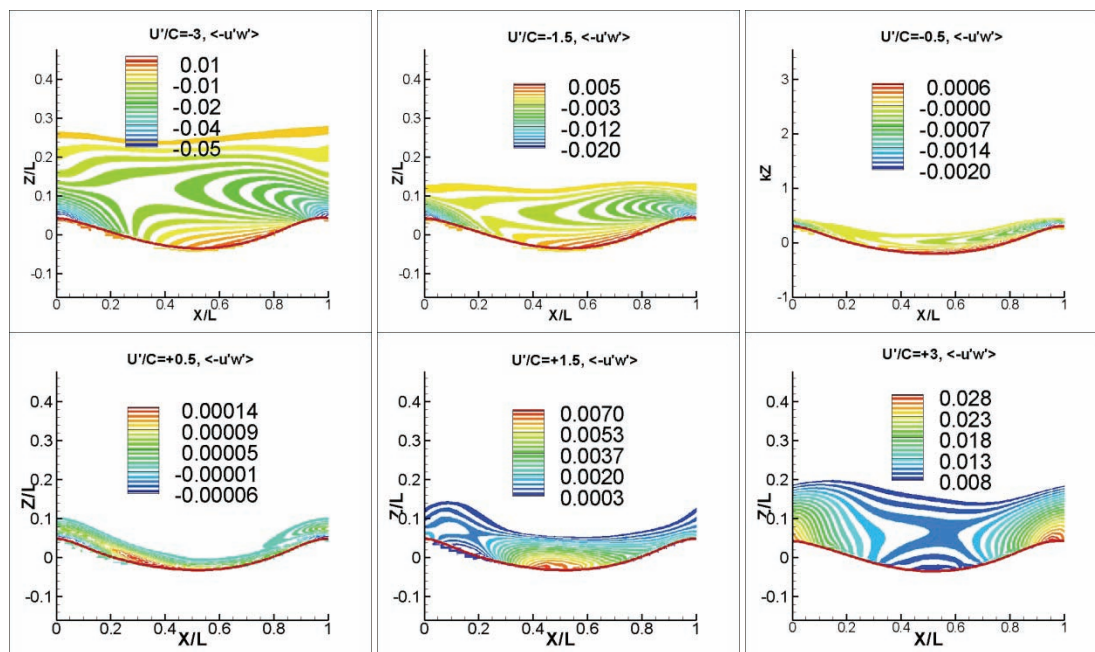 U'/C=-3, <-u'w'>
0.01
-0.01
-0.02
-0.04
-0.05
0.4
0.3
0.2
0.1
0
-0.1
Z/L
0 0.2 0.4 0.6 0.8 1
X/L
U'/C=-1.5, <-u'w'>
0.005
-0.003
-0.012
-0.020
0.4
0.3
0.2
0.1
0
-0.1
Z/L
0 0.2 0.4 0.6 0.8 1
X/L
U'/C=-0.5, <-u'w'>
0.0006
-0.0000
-0.0007
-0.0014
-0.0020
3
2
1
0
-1
kZ
0 0.2 0.4 0.6 0.8 1
X/L
U'/C=+0.5, <-u'w'>
0.00014
0.00009
0.00005
-0.00001
-0.00006
0.4
0.3
0.2
0.1
0
-0.1
Z/L
0 0.2 0.4 0.6 0.8 1
X/L
U'/C=+1.5, <-u'w'>
0.0070
0.0053
0.0037
0.0020
0.0003
0.4
0.3
0.2
0.1
0
-0.1
Z/L
0 0.2 0.4 0.6 0.8 1
X/L
U'/C=+3, <-u'w'>
0.028
0.023
0.018
0.013
0.008
0.4
0.3
0.2
0.1
0
-0.1
Z/L
0 0.2 0.4 0.6 0.8 1
X/L